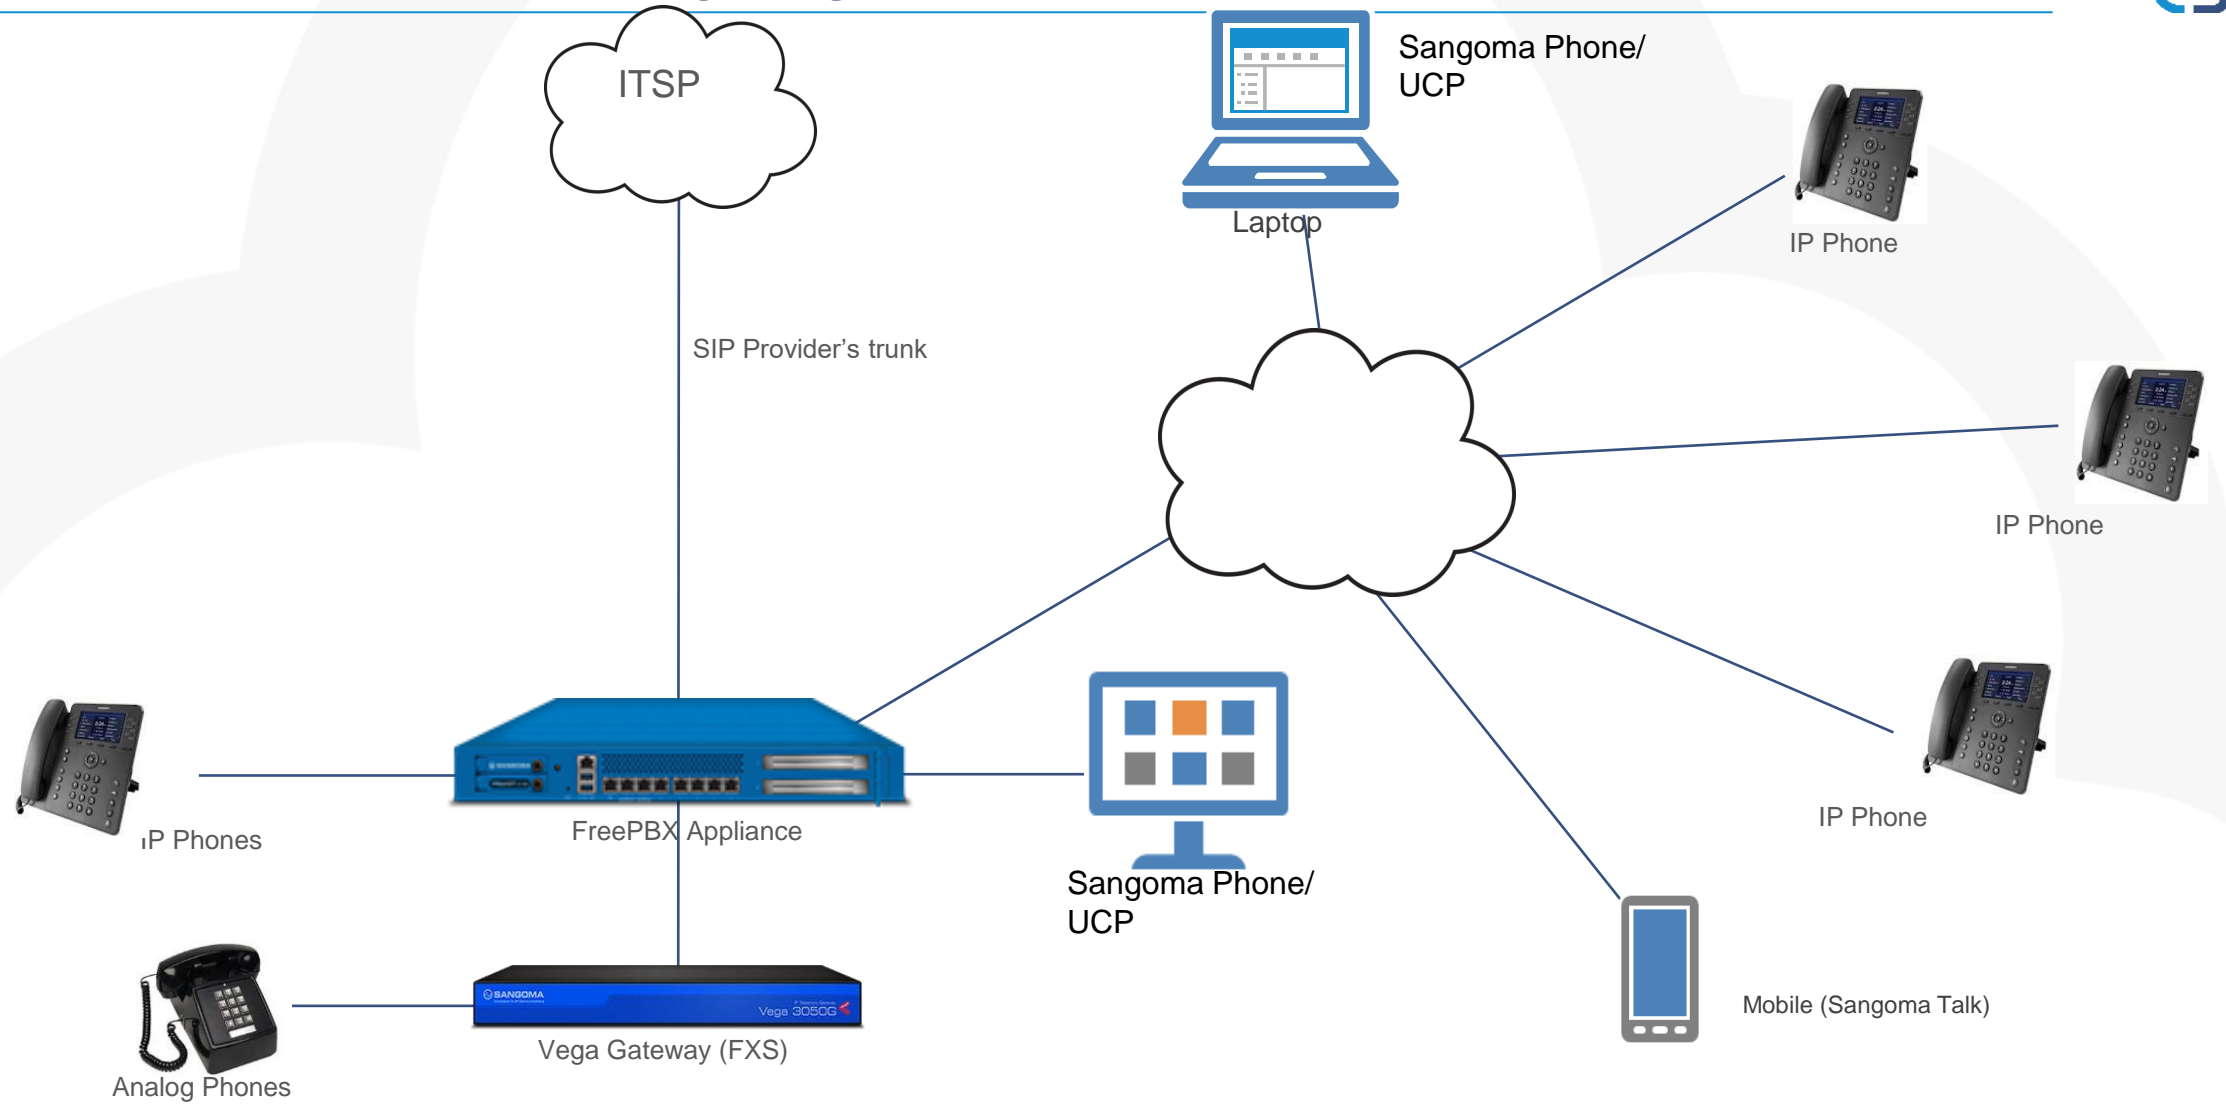 ITSP
Sangoma Phone/
UCP
Laptop
IP Phone
SIP Provider’s trunk
IP Phone
IP Phone
IP Phones
FreePBX Appliance
Sangoma Phone/
UCP
SANGOMA
Vega 3050G
Vega Gateway (FXS)
Mobile (Sangoma Talk)
Analog Phones